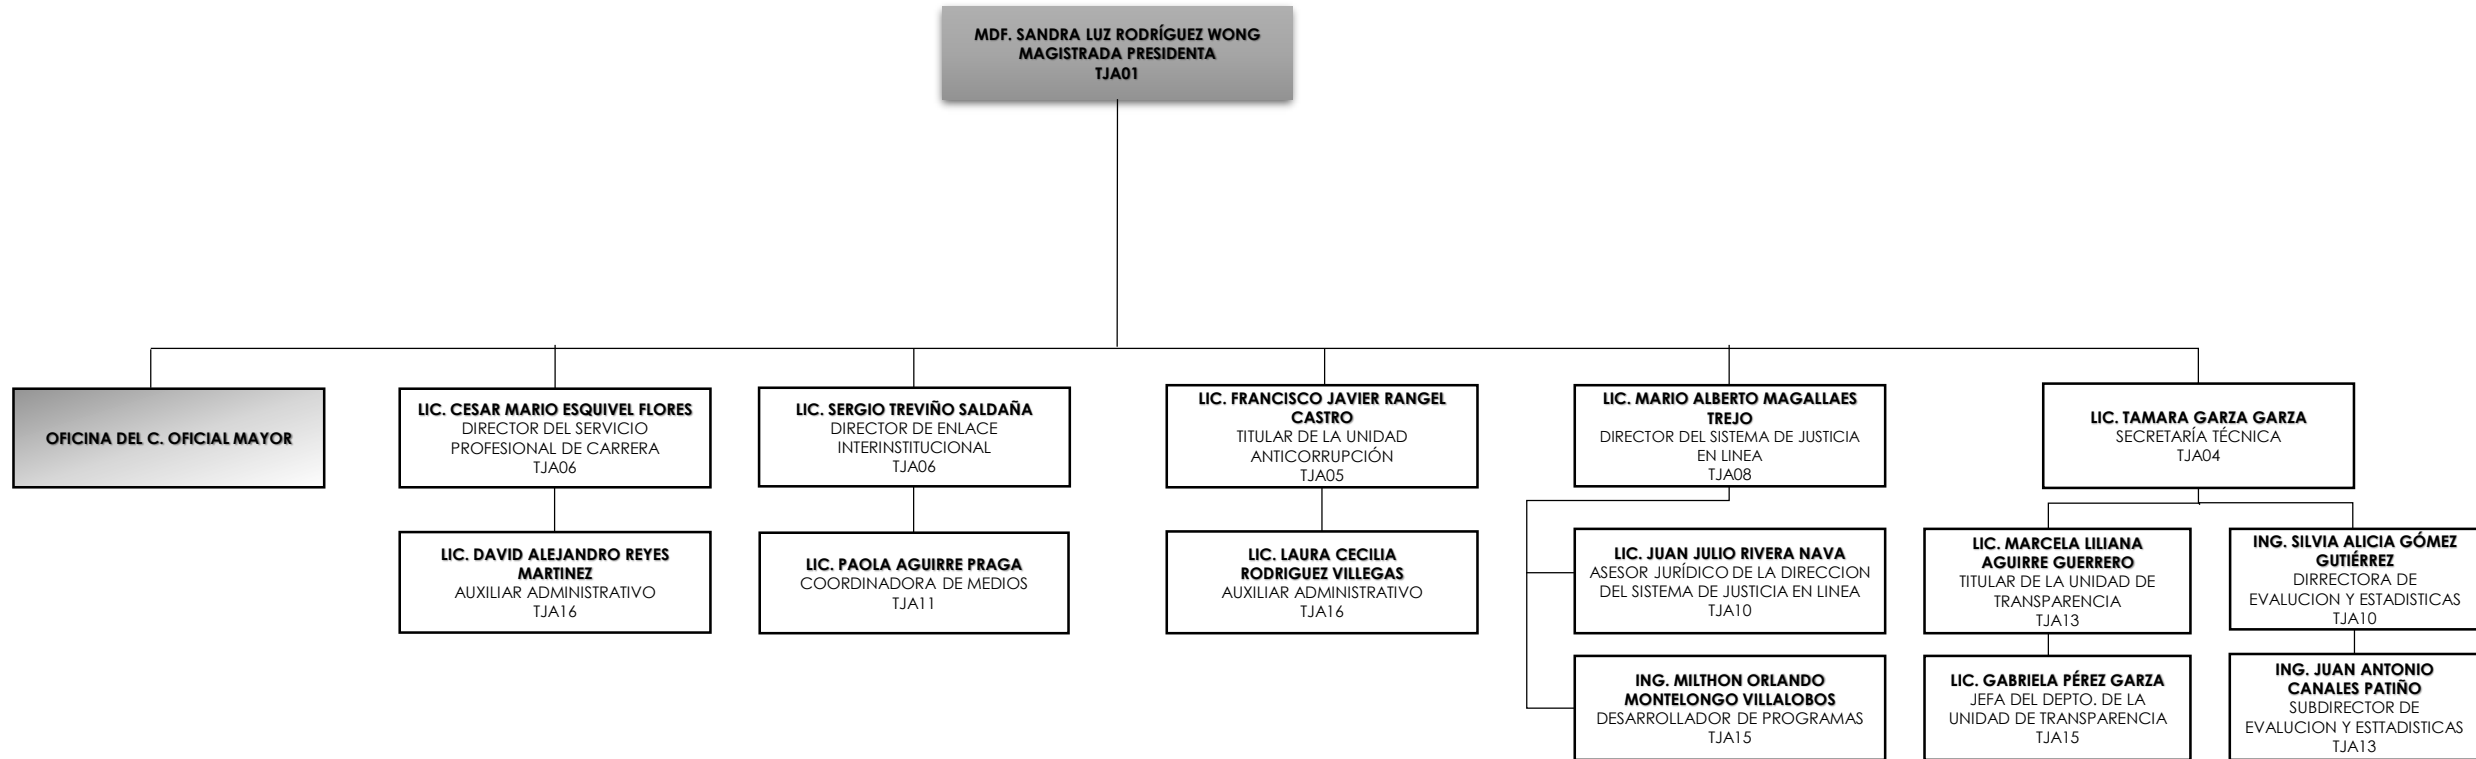 MDF. SANDRA LUZ RODRÍGUEZ WONG
MAGISTRADA PRESIDENTA
TJA01
OFICINA DEL C. OFICIAL MAYOR
LIC. CESAR MARIO ESQUIVEL FLORES
DIRECTOR DEL SERVICIO
PROFESIONAL DE CARRERA
TJA06
LIC. SERGIO TREVIÑO SALDAÑA
DIRECTOR DE ENLACE
INTERINSTITUCIONAL
TJA06
LIC. FRANCISCO JAVIER RANGEL
CASTRO
TITULAR DE LA UNIDAD
ANTICORRUPCIÓN
TJA05
LIC. MARIO ALBERTO MAGALLAES
TREJO
DIRECTOR DEL SISTEMA DE JUSTICIA
EN LINEA
TJA08
LIC. TAMARA GARZA GARZA
SECRETARÍA TÉCNICA
TJA04
LIC. DAVID ALEJANDRO REYES
MARTINEZ
AUXILIAR ADMINISTRATIVO
TJA16
LIC. PAOLA AGUIRRE PRAGA
COORDINADORA DE MEDIOS
TJA11
LIC. LAURA CECILIA
RODRIGUEZ VILLEGAS
AUXILIAR ADMINISTRATIVO
TJA16
LIC. JUAN JULIO RIVERA NAVA
ASESOR JURÍDICO DE LA DIRECCION
DEL SISTEMA DE JUSTICIA EN LINEA
TJA10
LIC. MARCELA LILIANA
AGUIRRE GUERRERO
TITULAR DE LA UNIDAD DE
TRANSPARENCIA
TJA13
ING. SILVIA ALICIA GÓMEZ
GUTIÉRREZ
DIRRECTORA DE
EVALUCION Y ESTADISTICAS
TJA10
ING. MILTHON ORLANDO
MONTELONGO VILLALOBOS
DESARROLLADOR DE PROGRAMAS
TJA15
LIC. GABRIELA PÉREZ GARZA
JEFA DEL DEPTO. DE LA
UNIDAD DE TRANSPARENCIA
TJA15
ING. JUAN ANTONIO
CANALES PATIÑO
SUBDIRECTOR DE
EVALUCION Y ESTTADISTICAS
TJA13